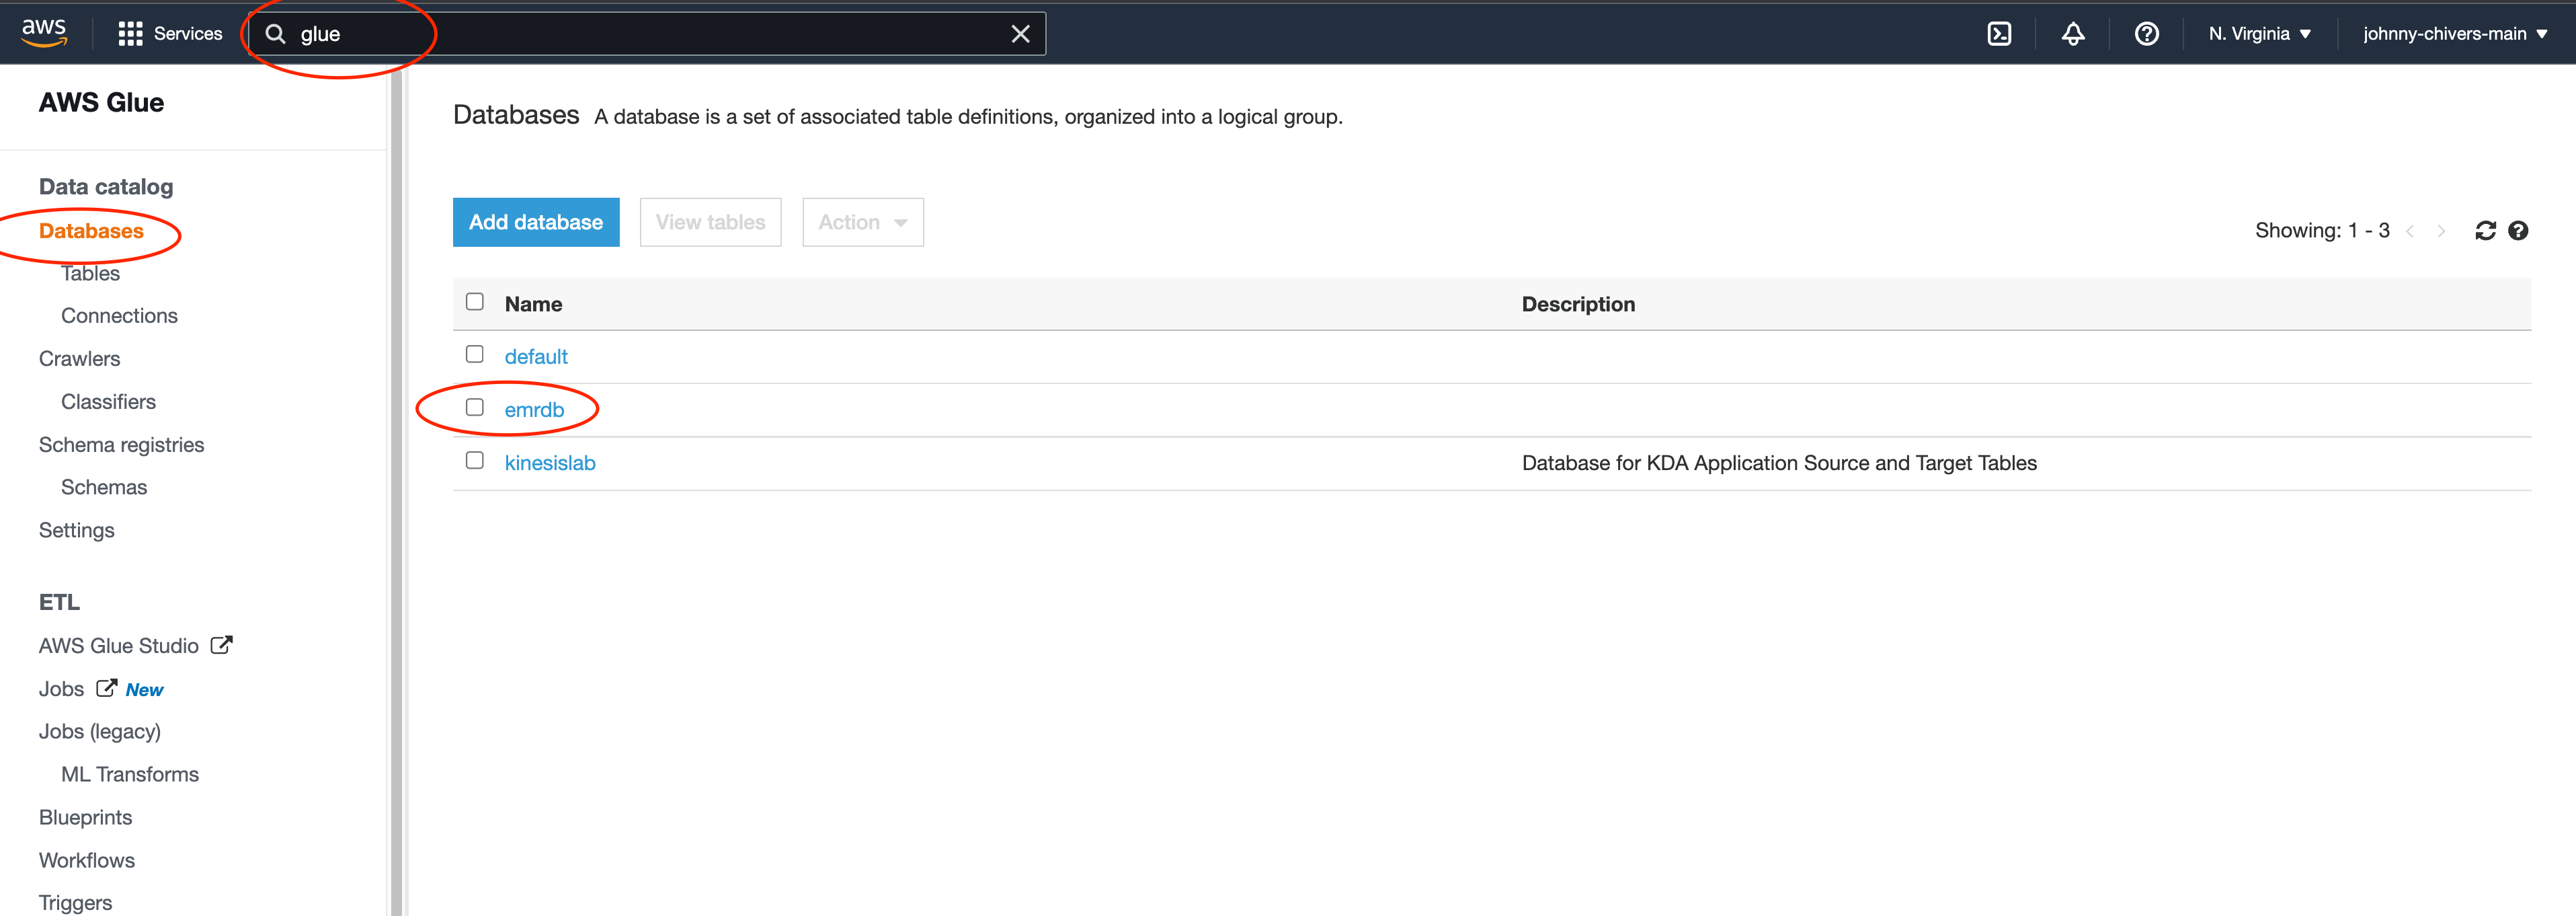 aws Services glue N. Virginia johnny-chivers-main
AWS Glue
Data catalog
Databases
Tables
Connections
Crawlers
Classifiers
Schema registries
Schemas
Settings
ETL
AWS Glue Studio
Jobs New
Jobs (legacy)
ML Transforms
Blueprints
Workflows
Triggers
Databases A database is a set of associated table definitions, organized into a logical group.
Add database View tables Action Showing: 1 - 3
Name Description
default
emrdb
kinesislab Database for KDA Application Source and Target Tables